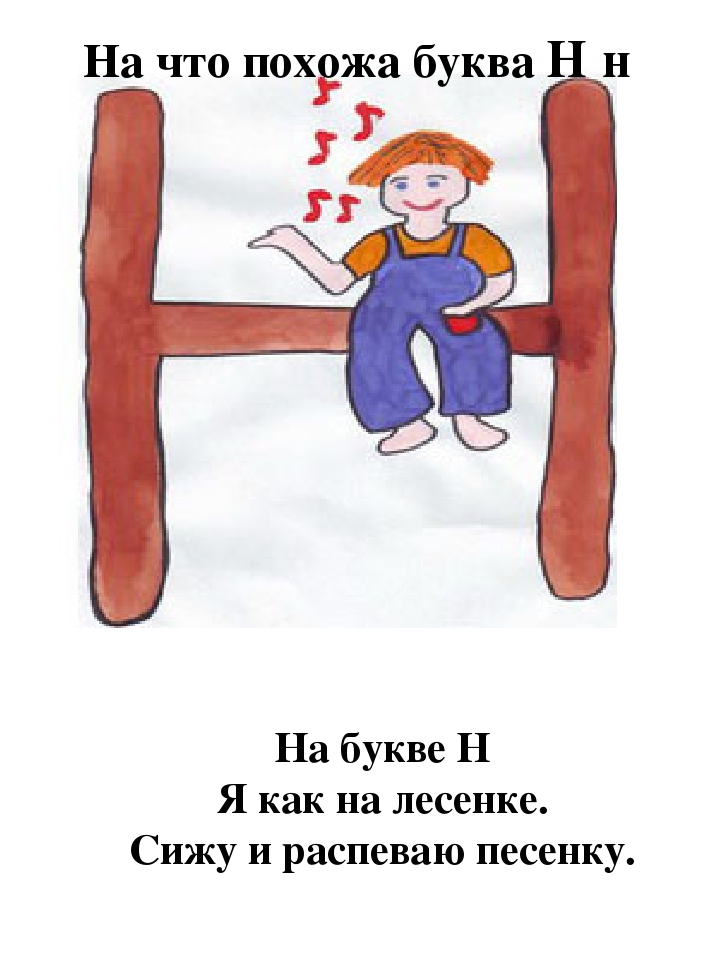 На что похожа буква Н н
На букве Н
Я как на лесенке.
Сижу и распеваю песенку.